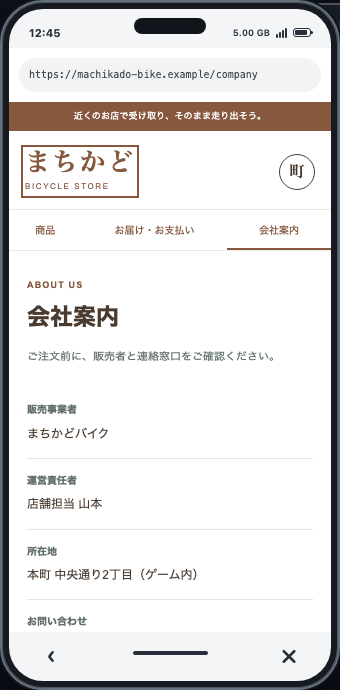 12:45
5.00 GB
https://machikado-bike.example/company
近くのお店で受け取り、そのまま走り出そう。
まちかど
BICYCLE STORE
町
商品
お届け・お支払い
会社案内
ABOUT US
会社案内
ご注文前に、販売者と連絡窓口をご確認ください。
販売事業者
まちかどバイク
運営責任者
店舗担当 山本
所在地
本町 中央通り2丁目（ゲーム内）
お問い合わせ